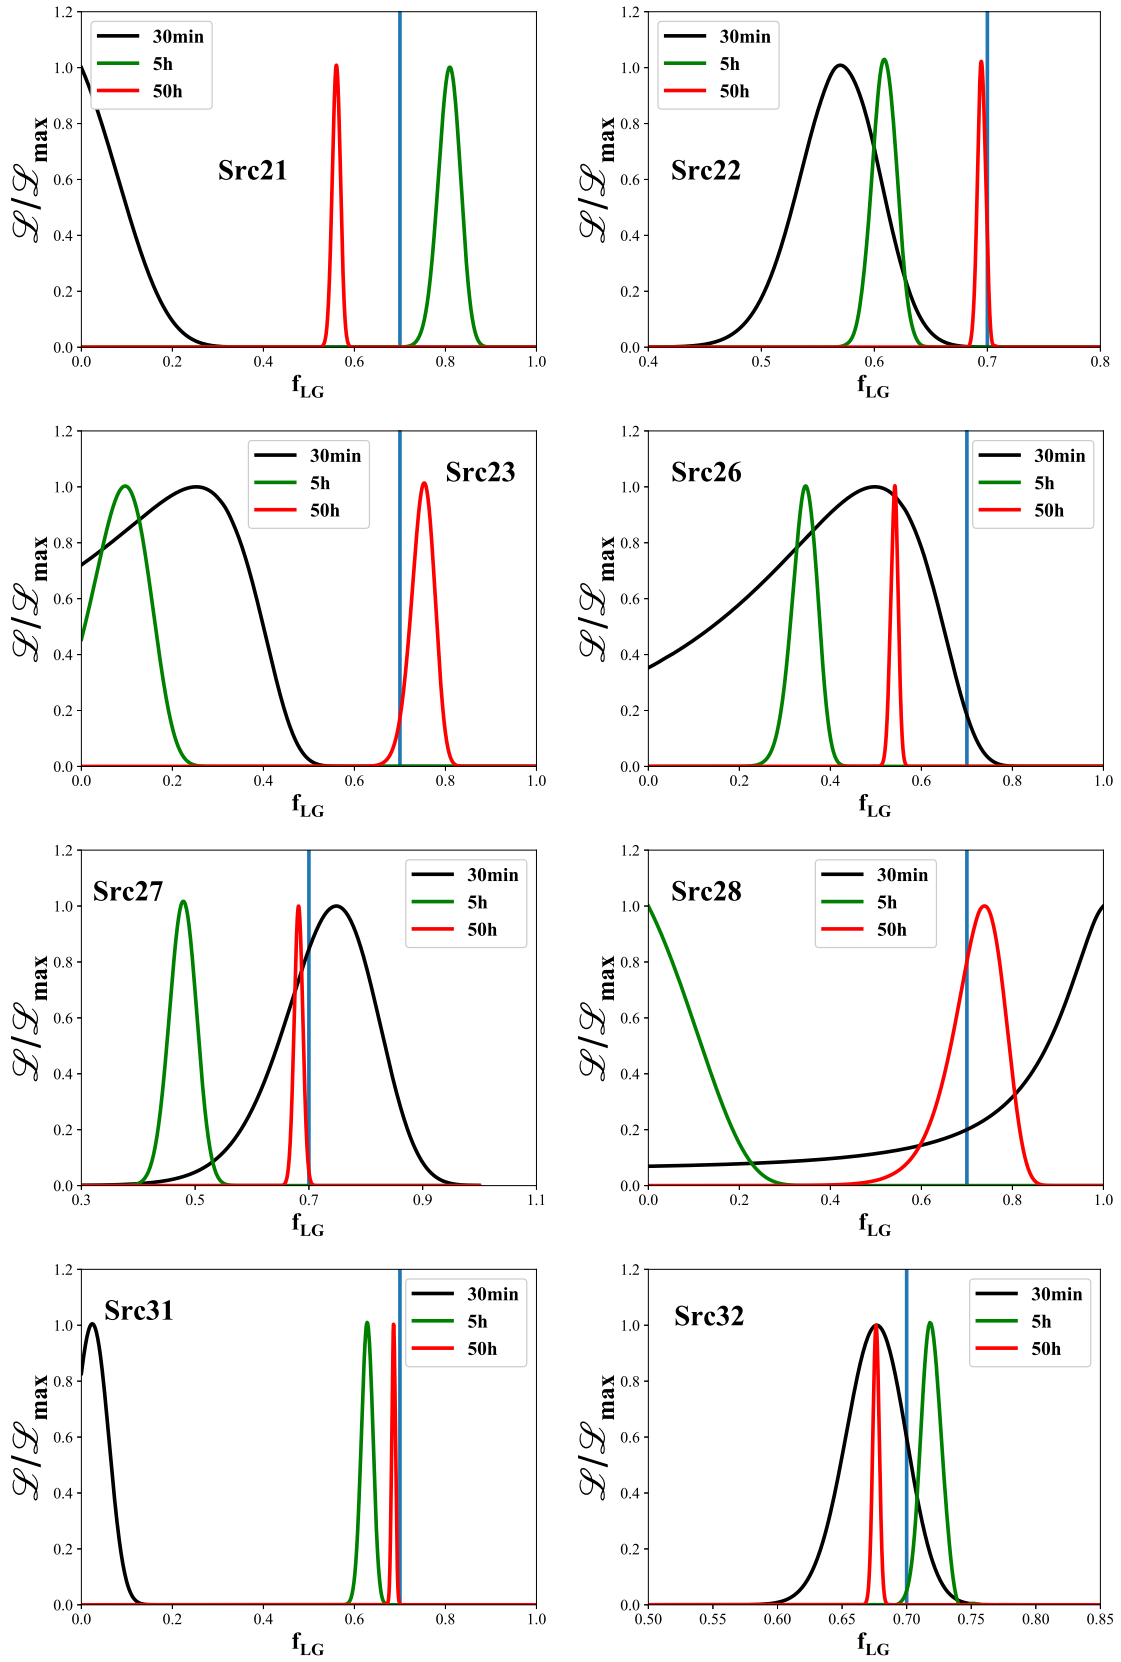 1.2
1.0
0.8
0.6
0.4
0.2
0.0
0.0 0.2 0.4 0.6 0.8 1.0
ℒ/ℒmax
fLG
30min
5h
50h
Src21
1.2
1.0
0.8
0.6
0.4
0.2
0.0
0.4 0.5 0.6 0.7 0.8
ℒ/ℒmax
fLG
30min
5h
50h
Src22
1.2
1.0
0.8
0.6
0.4
0.2
0.0
0.0 0.2 0.4 0.6 0.8 1.0
ℒ/ℒmax
fLG
30min
5h
50h
Src23
1.2
1.0
0.8
0.6
0.4
0.2
0.0
0.0 0.2 0.4 0.6 0.8 1.0
ℒ/ℒmax
fLG
30min
5h
50h
Src26
1.2
1.0
0.8
0.6
0.4
0.2
0.0
0.3 0.5 0.7 0.9 1.1
ℒ/ℒmax
fLG
30min
5h
50h
Src27
1.2
1.0
0.8
0.6
0.4
0.2
0.0
0.0 0.2 0.4 0.6 0.8 1.0
ℒ/ℒmax
fLG
30min
5h
50h
Src28
1.2
1.0
0.8
0.6
0.4
0.2
0.0
0.0 0.2 0.4 0.6 0.8 1.0
ℒ/ℒmax
fLG
30min
5h
50h
Src31
1.2
1.0
0.8
0.6
0.4
0.2
0.0
0.50 0.55 0.60 0.65 0.70 0.75 0.80 0.85
ℒ/ℒmax
fLG
30min
5h
50h
Src32